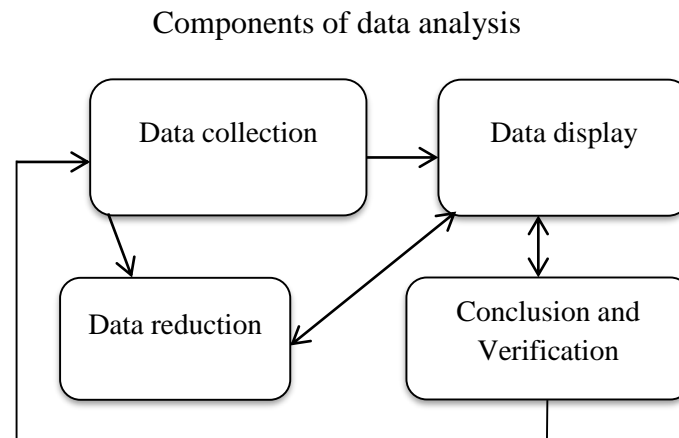 Components of data analysis
Data collection
Data display
Data reduction
Conclusion and
Verification